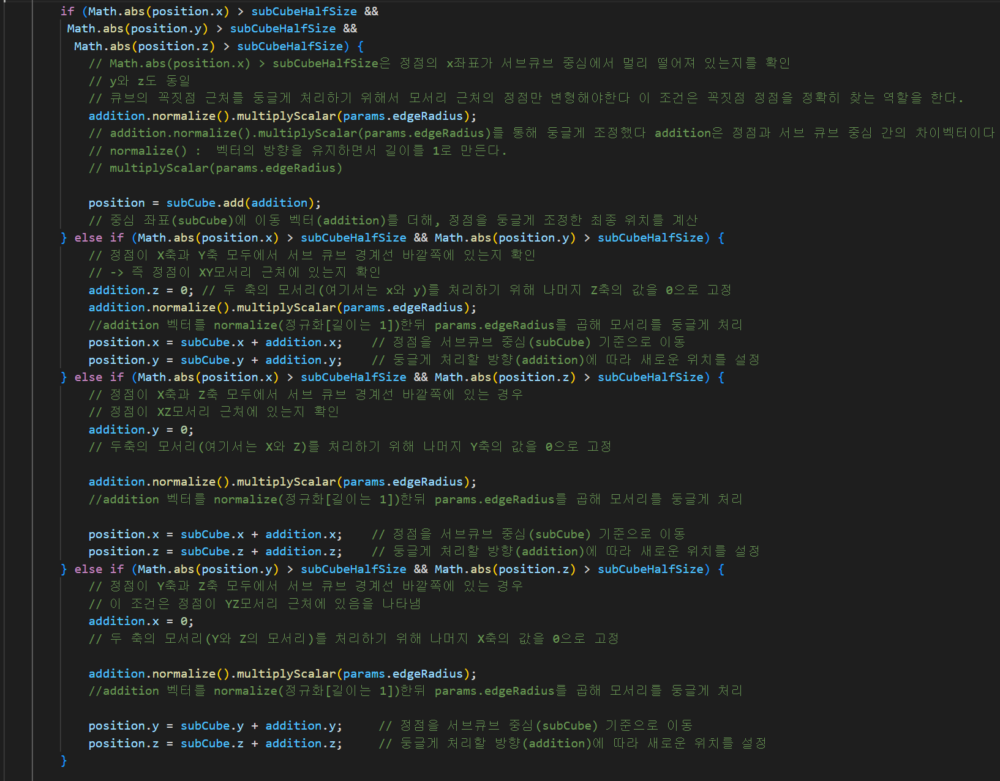 if (Math.abs(position.x) > subCubeHalfSize &&
Math.abs(position.y) > subCubeHalfSize &&
Math.abs(position.z) > subCubeHalfSize) {
// Math.abs(position.x) > subCubeHalfSize은 정점의 x좌표가 서브큐브 중심에서 멀리 떨어져 있는지를 확인
// y와 z도 동일
// 큐브의 꼭짓점 근처를 둥글게 처리하기 위해서 모서리 근처의 정점만 변형해야한다 이 조건은 꼭짓점 정점을 정확히 찾는 역할을 한다.
addition.normalize().multiplyScalar(params.edgeRadius);
// addition.normalize().multiplyScalar(params.edgeRadius)를 통해 둥글게 조정했다 addition은 정점과 서브 큐브 중심 간의 차이벡터이다
// normalize() :  벡터의 방향을 유지하면서 길이를 1로 만든다.
// multiplyScalar(params.edgeRadius)
position = subCube.add(addition);
// 중심 좌표(subCube)에 이동 벡터(addition)를 더해, 정점을 둥글게 조정한 최종 위치를 계산
} else if (Math.abs(position.x) > subCubeHalfSize && Math.abs(position.y) > subCubeHalfSize) {
// 정점이 X축과 Y축 모두에서 서브 큐브 경계선 바깥쪽에 있는지 확인
// -> 즉 정점이 XY모서리 근처에 있는지 확인
addition.z = 0; // 두 축의 모서리(여기서는 x와 y)를 처리하기 위해 나머지 Z축의 값을 0으로 고정
addition.normalize().multiplyScalar(params.edgeRadius);
//addition 벡터를 normalize(정규화[길이는 1])한뒤 params.edgeRadius를 곱해 모서리를 둥글게 처리
position.x = subCube.x + addition.x;    // 정점을 서브큐브 중심(subCube) 기준으로 이동
position.y = subCube.y + addition.y;    // 둥글게 처리할 방향(addition)에 따라 새로운 위치를 설정
} else if (Math.abs(position.x) > subCubeHalfSize && Math.abs(position.z) > subCubeHalfSize) {
// 정점이 X축과 Z축 모두에서 서브 큐브 경계선 바깥쪽에 있는 경우
// 정점이 XZ모서리 근처에 있는지 확인
addition.y = 0;
// 두축의 모서리(여기서는 X와 Z)를 처리하기 위해 나머지 Y축의 값을 0으로 고정
addition.normalize().multiplyScalar(params.edgeRadius);
//addition 벡터를 normalize(정규화[길이는 1])한뒤 params.edgeRadius를 곱해 모서리를 둥글게 처리
position.x = subCube.x + addition.x;    // 정점을 서브큐브 중심(subCube) 기준으로 이동
position.z = subCube.z + addition.z;    // 둥글게 처리할 방향(addition)에 따라 새로운 위치를 설정
} else if (Math.abs(position.y) > subCubeHalfSize && Math.abs(position.z) > subCubeHalfSize) {
// 정점이 Y축과 Z축 모두에서 서브 큐브 경계선 바깥쪽에 있는 경우
// 이 조건은 정점이 YZ모서리 근처에 있음을 나타냄
addition.x = 0;
// 두 축의 모서리(Y와 Z의 모서리)를 처리하기 위해 나머지 X축의 값을 0으로 고정
addition.normalize().multiplyScalar(params.edgeRadius);
//addition 벡터를 normalize(정규화[길이는 1])한뒤 params.edgeRadius를 곱해 모서리를 둥글게 처리
position.y = subCube.y + addition.y;     // 정점을 서브큐브 중심(subCube) 기준으로 이동
position.z = subCube.z + addition.z;     // 둥글게 처리할 방향(addition)에 따라 새로운 위치를 설정
}